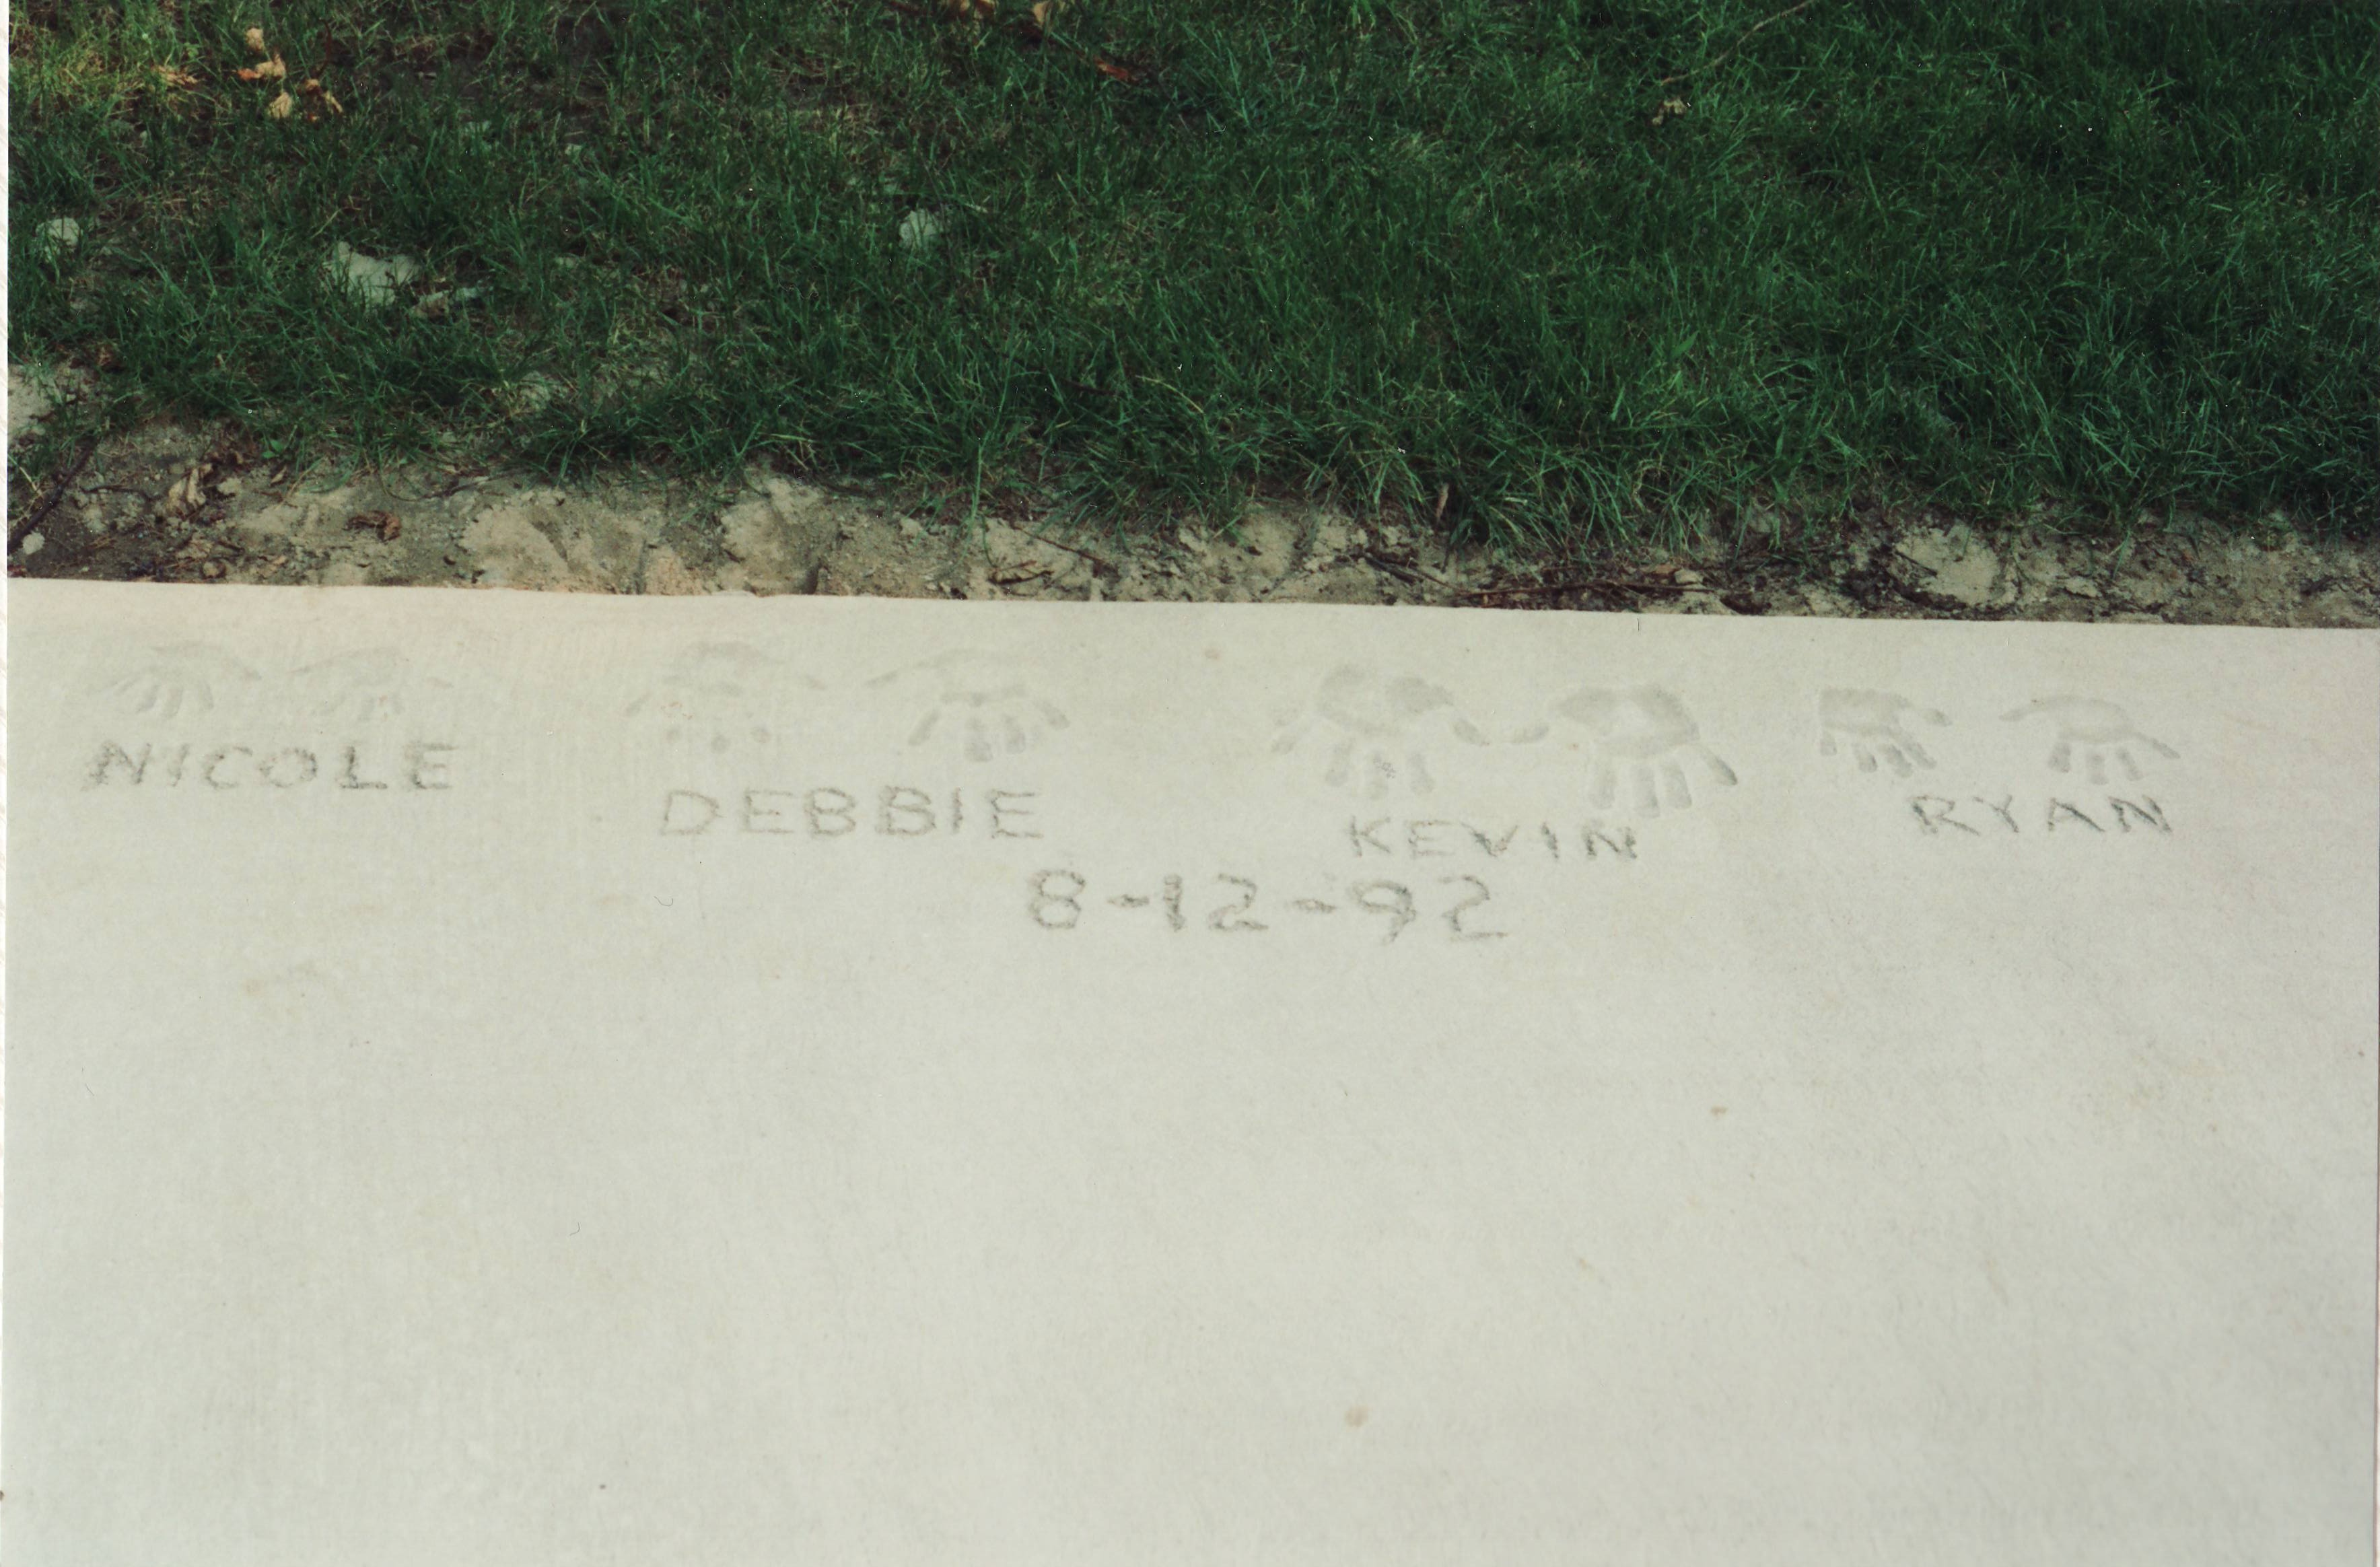 NICOLE DEBBIE KEVIN RYAN
8-12-92